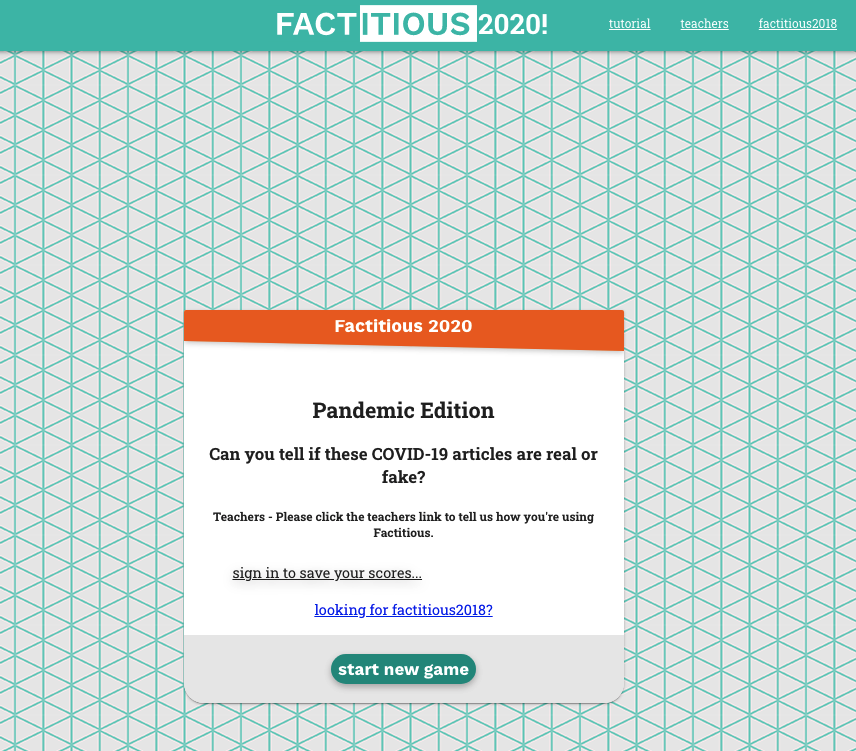 FACTITIOUS 2020! tutorial teachers factitious2018
Factitious 2020
Pandemic Edition
Can you tell if these COVID-19 articles are real or
fake?
Teachers - Please click the teachers link to tell us how you're using
Factitious.
sign in to save your scores...
looking for factitious2018?
start new game